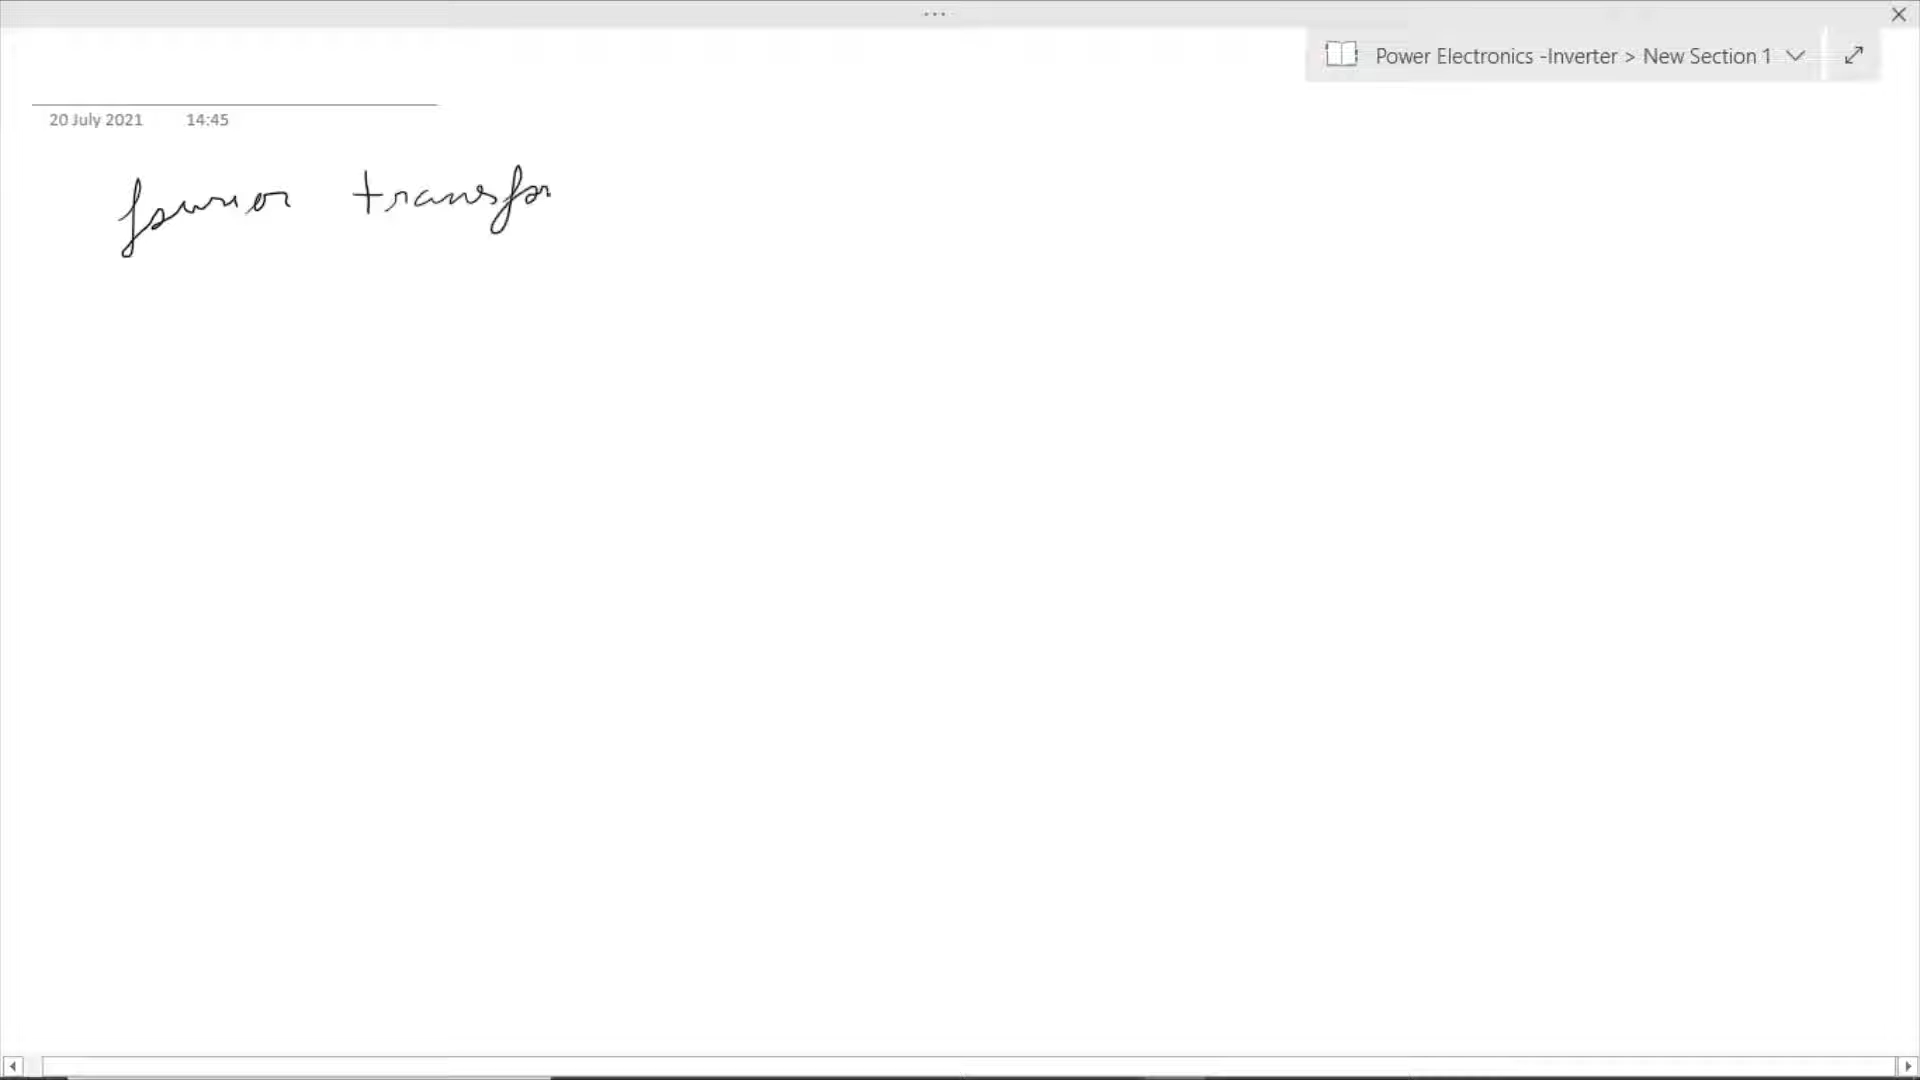 ...
Power Electronics -Inverter > New Section 1
20 July 2021 14:45
fourier transfor